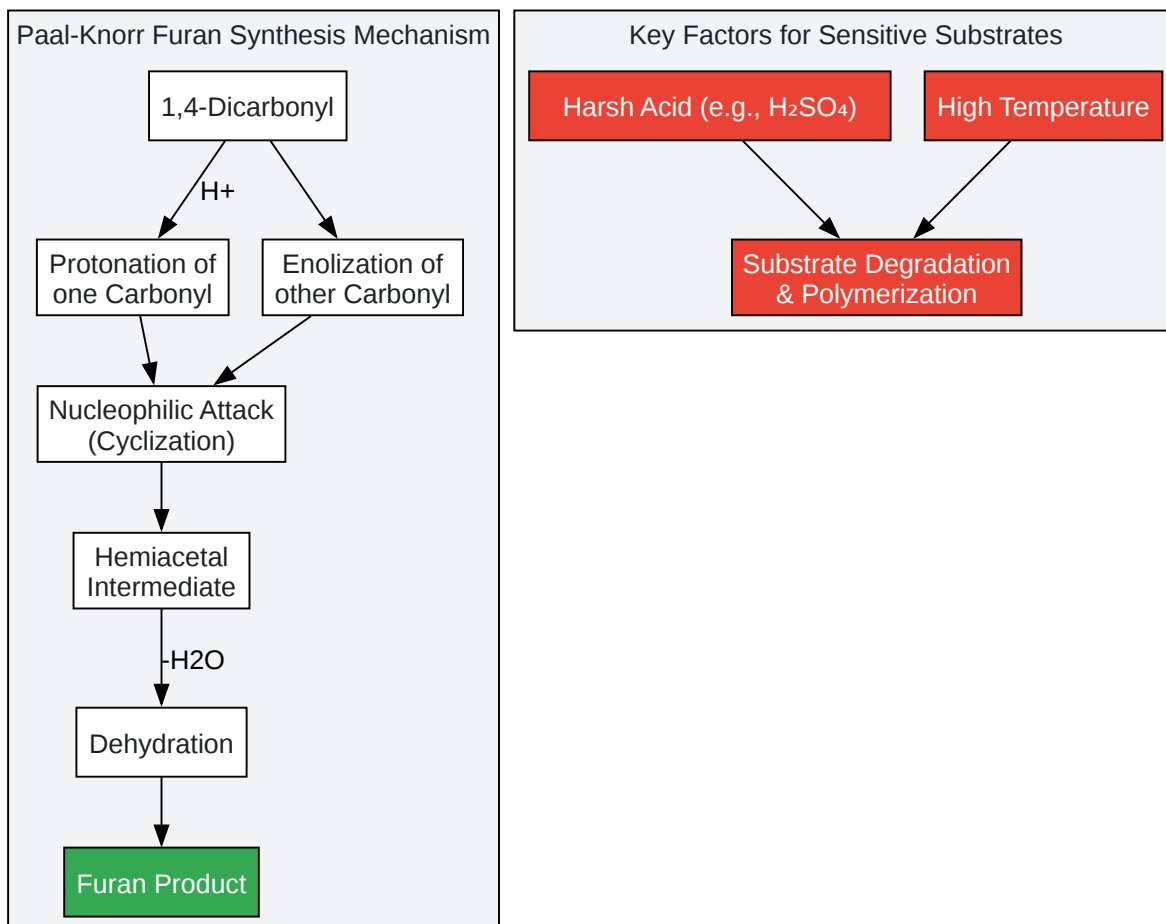 Paal-Knorr Furan Synthesis Mechanism
1,4-Dicarbonyl
H+
Protonation of
one Carbonyl
Enolization of
other Carbonyl
Nucleophilic Attack
(Cyclization)
Hemiacetal
Intermediate
-H2O
Dehydration
Furan Product
Key Factors for Sensitive Substrates
Harsh Acid (e.g., H₂SO₄)
High Temperature
Substrate Degradation
& Polymerization